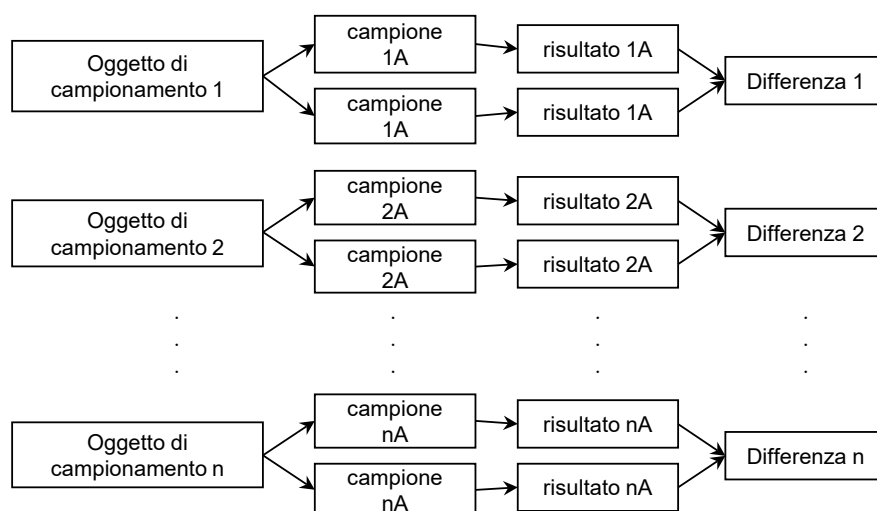 Oggetto di
campionamento 1
campione
1A
risultato 1A
campione
1A
risultato 1A
Differenza 1
Oggetto di
campionamento 2
campione
2A
risultato 2A
campione
2A
risultato 2A
Differenza 2
. . . .
. . . .
. . . .
Oggetto di
campionamento n
campione
nA
risultato nA
campione
nA
risultato nA
Differenza n